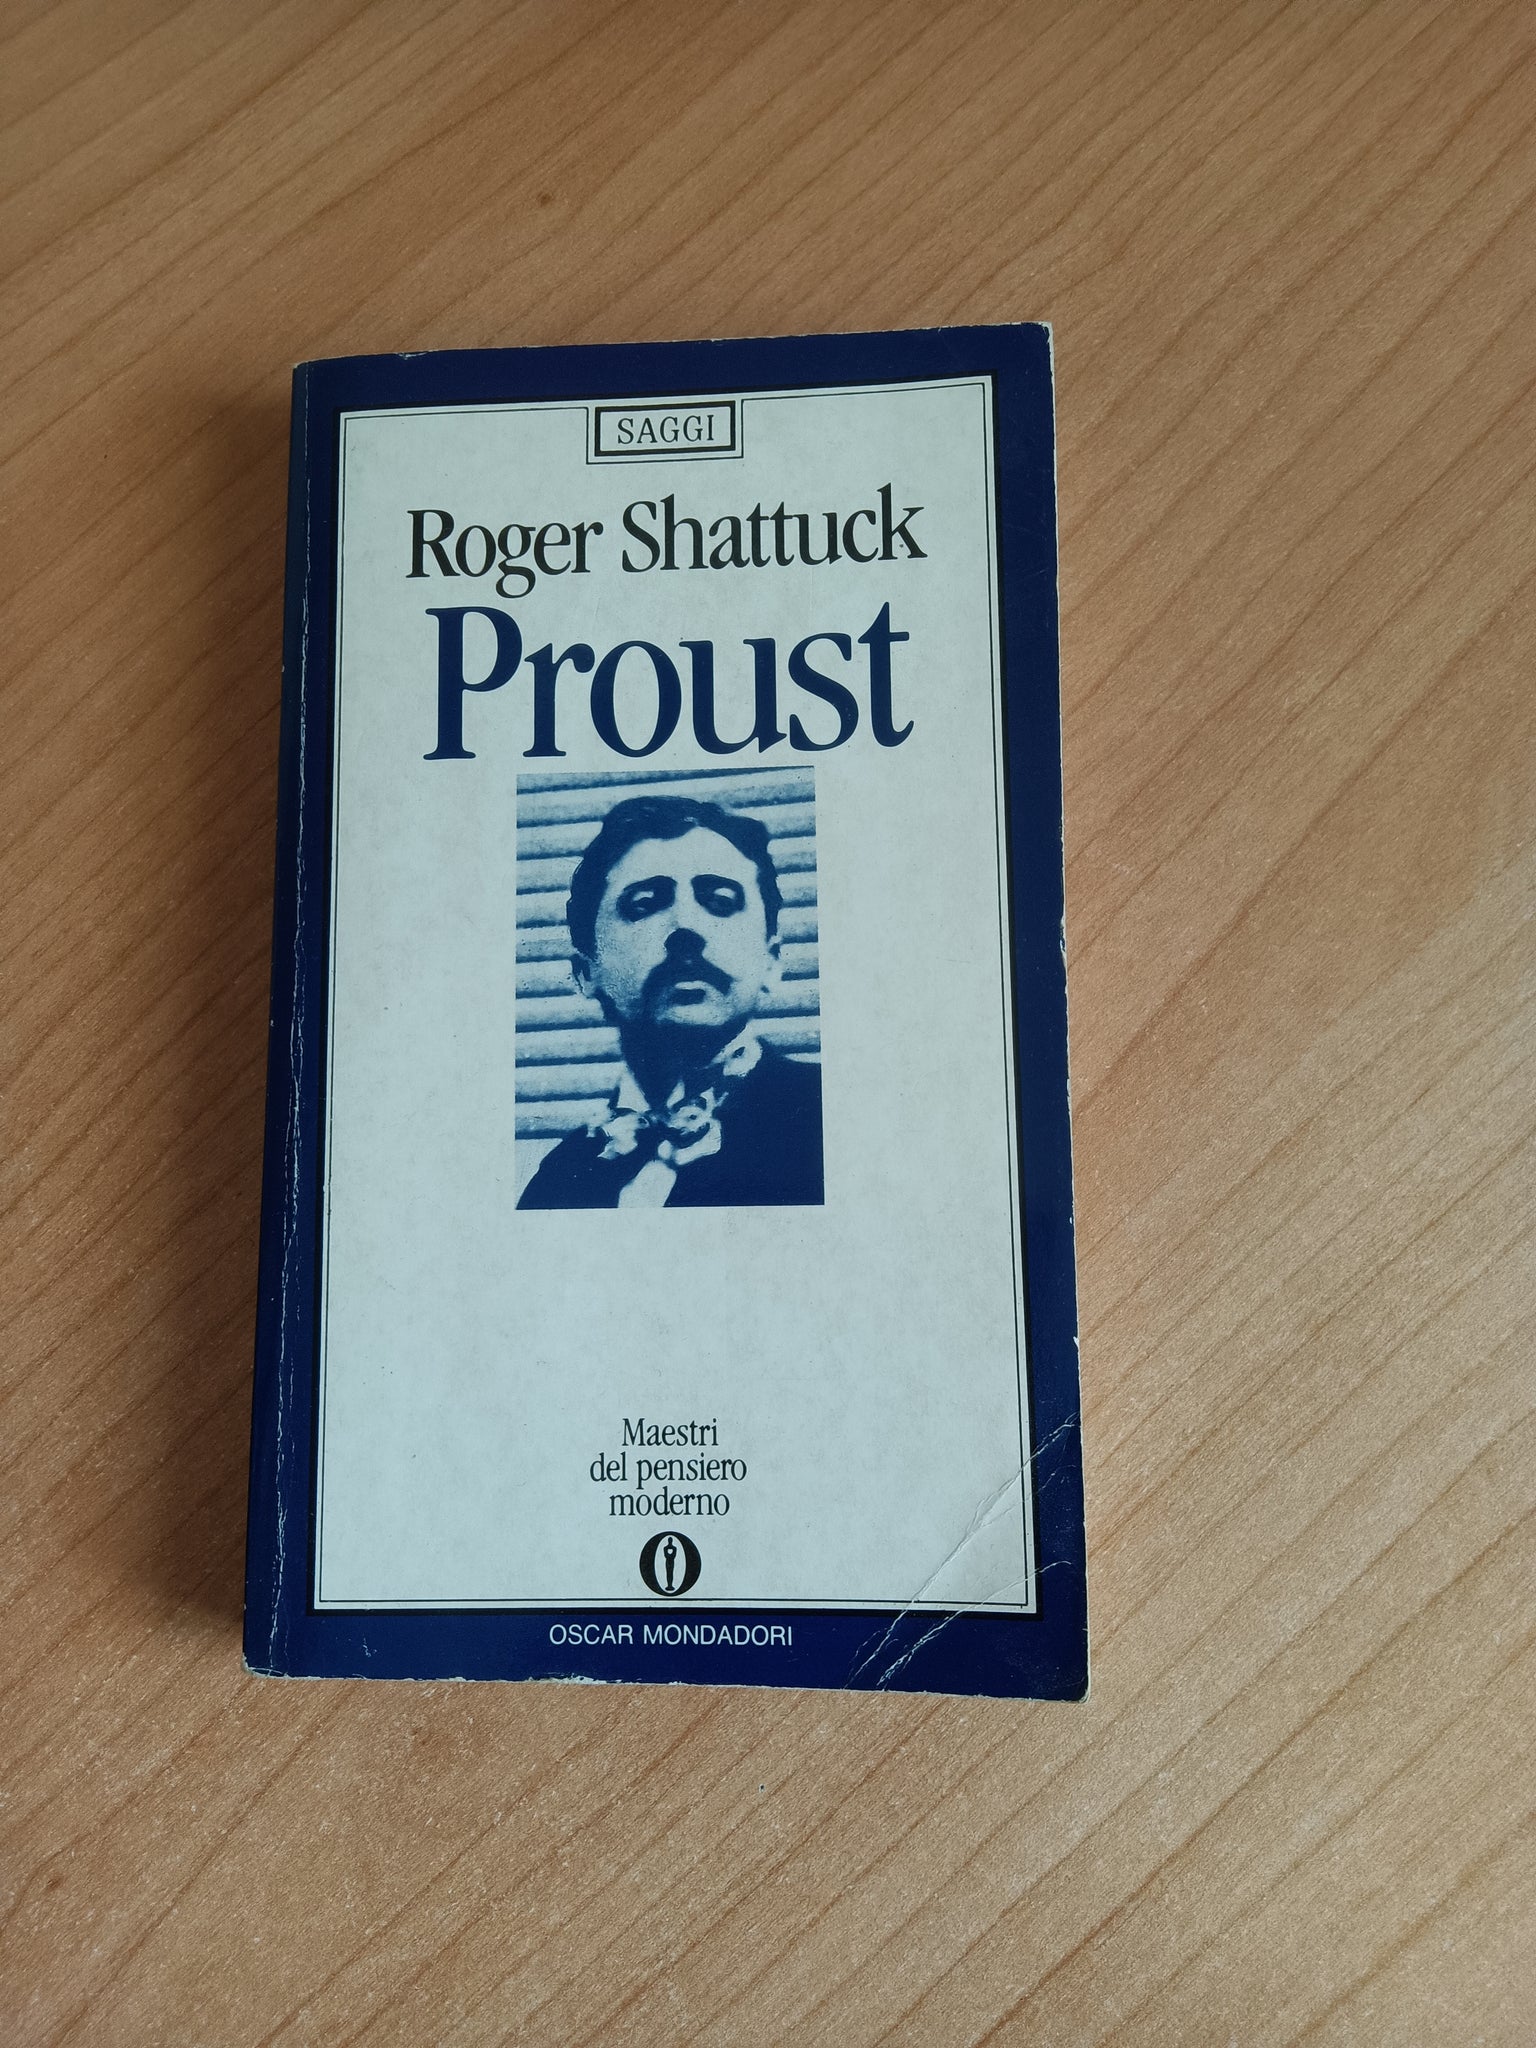 SAGGI
Roger Shattuck
Proust
Maestri
del pensiero
moderno
OSCAR MONDADORI